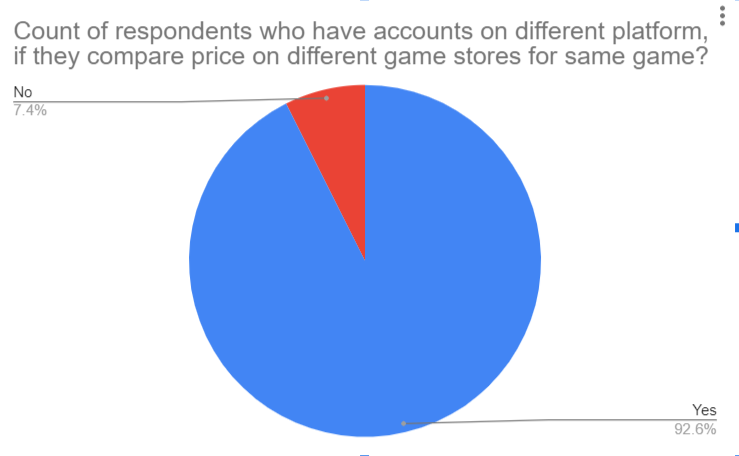 Count of respondents who have accounts on different platform,
if they compare price on different game stores for same game?
No
7.4%
Yes
92.6%